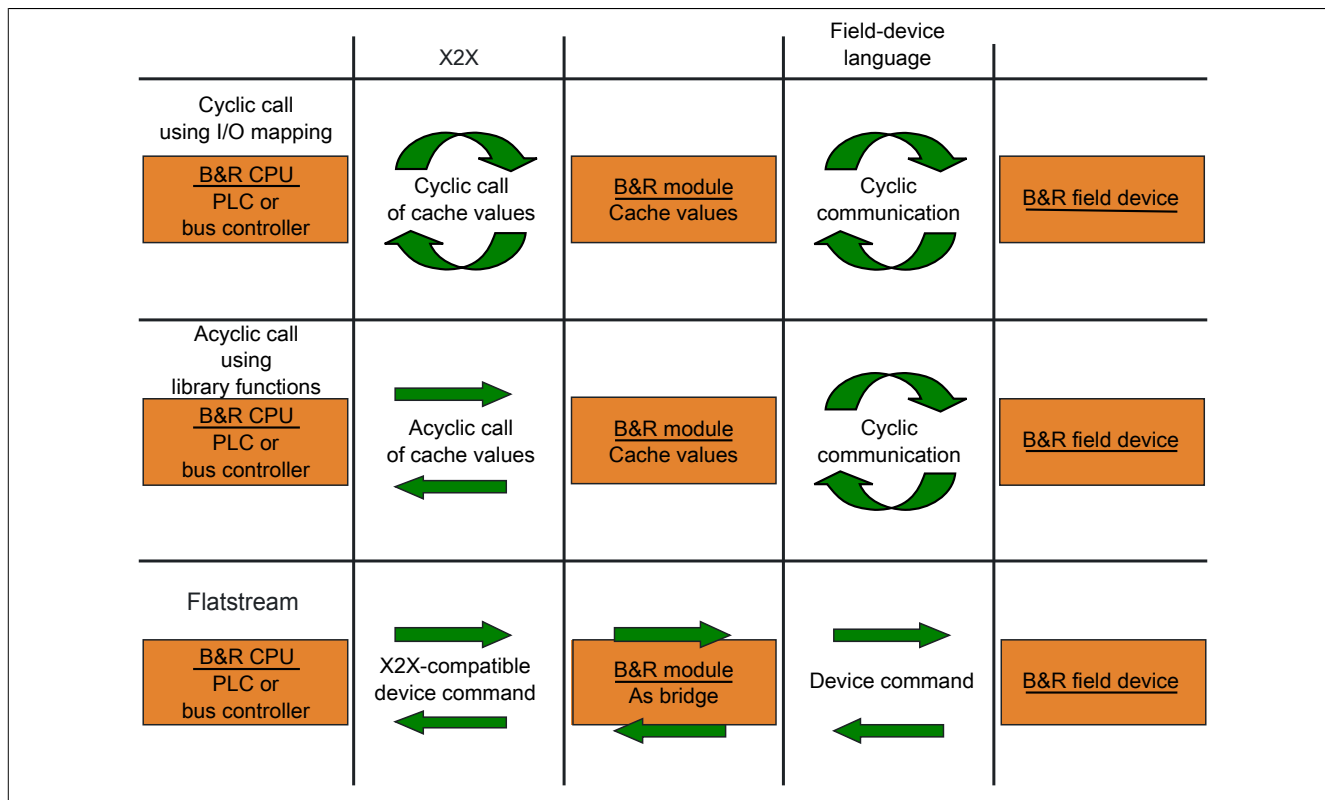 X2X
Field-device
language
Cyclic call
using I/O mapping
B&R CPU
PLC or
bus controller
Cyclic call
of cache values
B&R module
Cache values
Cyclic
communication
B&R field device
Acyclic call
using
library functions
B&R CPU
PLC or
bus controller
Acyclic call
of cache values
B&R module
Cache values
Cyclic
communication
B&R field device
Flatstream
B&R CPU
PLC or
bus controller
X2X-compatible
device command
B&R module
As bridge
Device command
B&R field device